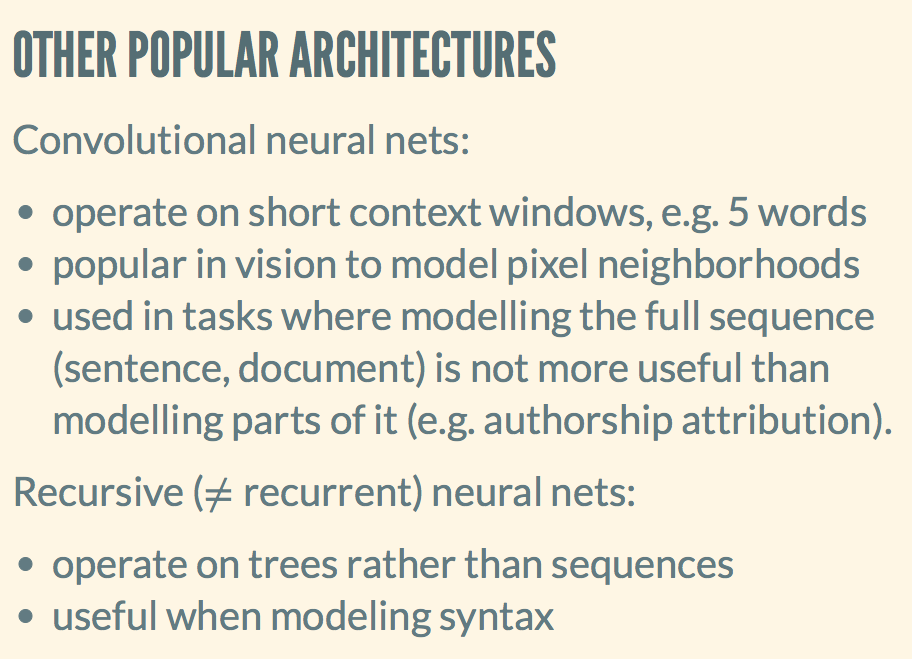 OTHER POPULAR ARCHITECTURES
Convolutional neural nets:
• operate on short context windows, e.g. 5 words
• popular in vision to model pixel neighborhoods
• used in tasks where modelling the full sequence
(sentence, document) is not more useful than
modelling parts of it (e.g. authorship attribution).
Recursive (≠ recurrent) neural nets:
• operate on trees rather than sequences
• useful when modeling syntax